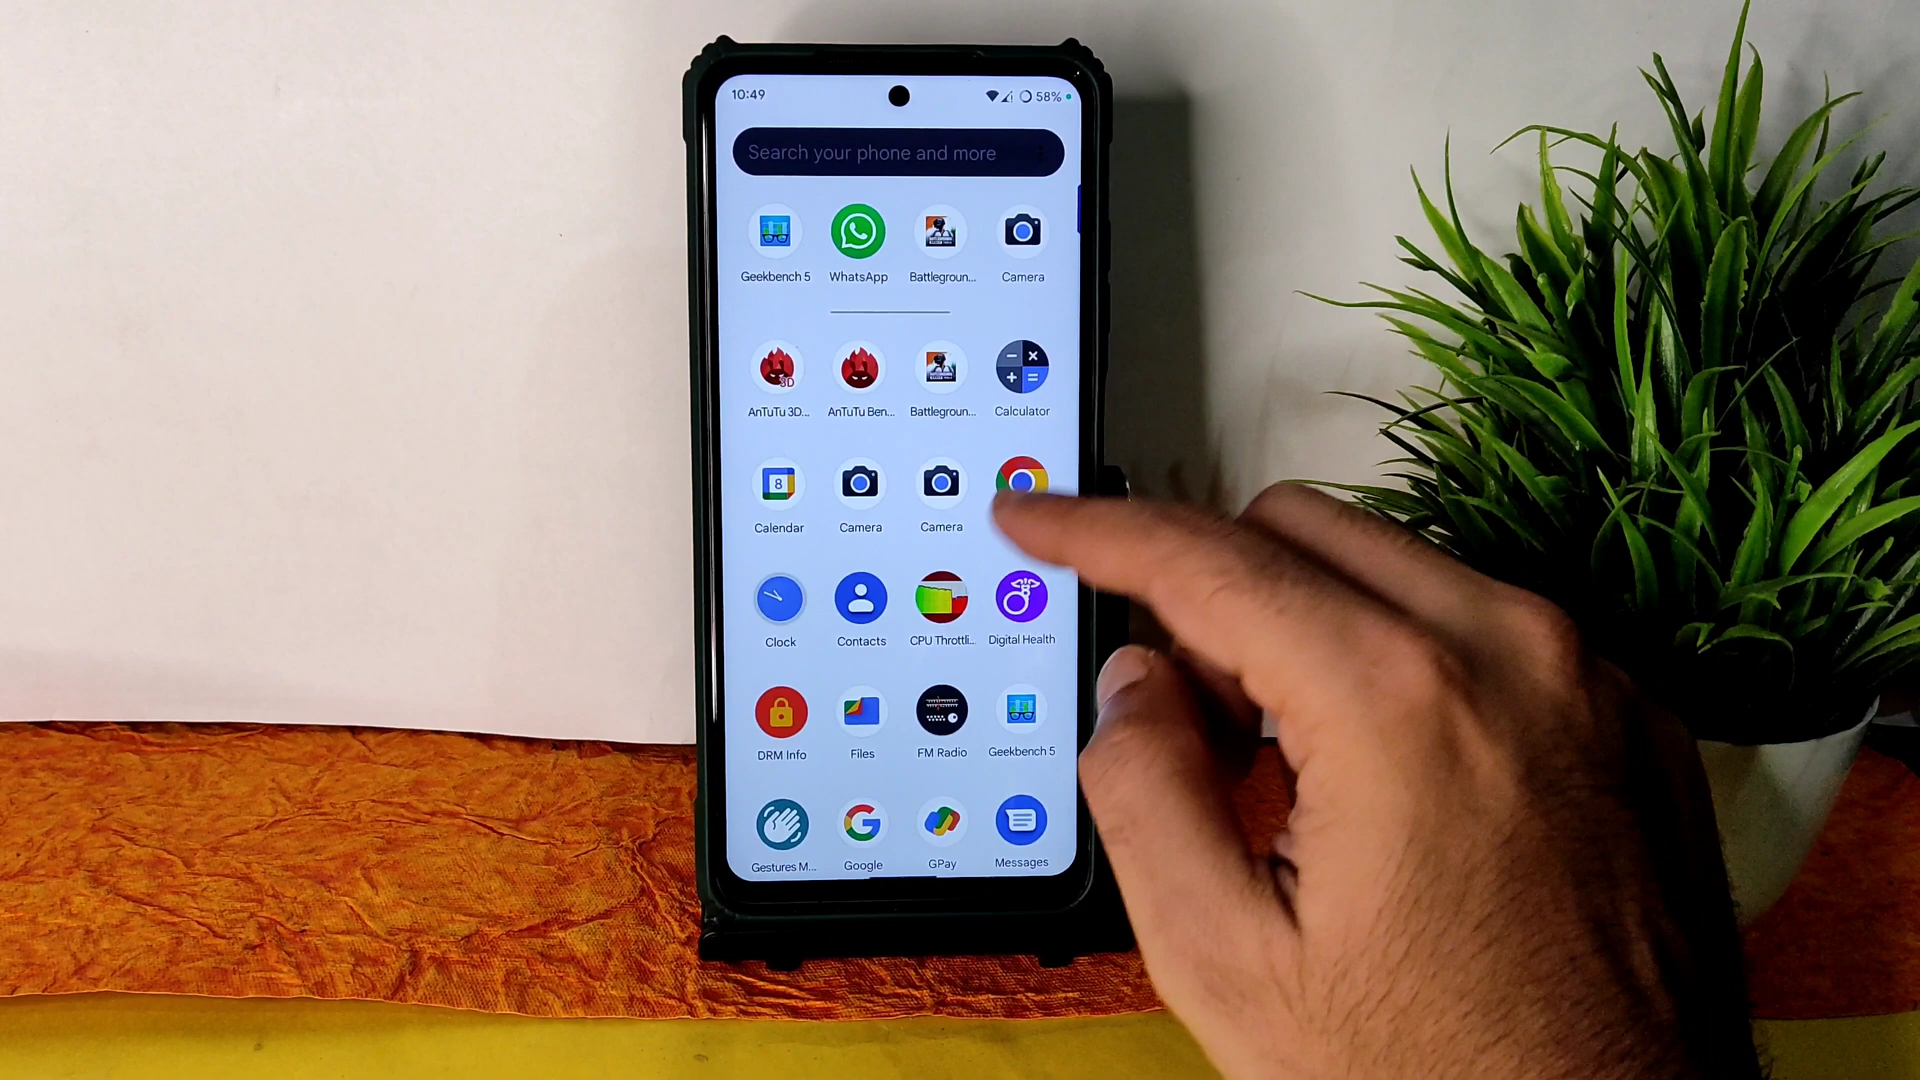 10:49 58%
Search your phone and more
Geekbench 5 WhatsApp Battlegroun... Camera
AnTuTu 3D... AnTuTu Ben... Battlegroun... Calculator
8
Calendar Camera Camera
Clock Contacts CPU Throttli... Digital Health
DRM Info Files FM Radio Geekbench 5
Gestures M... Google GPay Messages